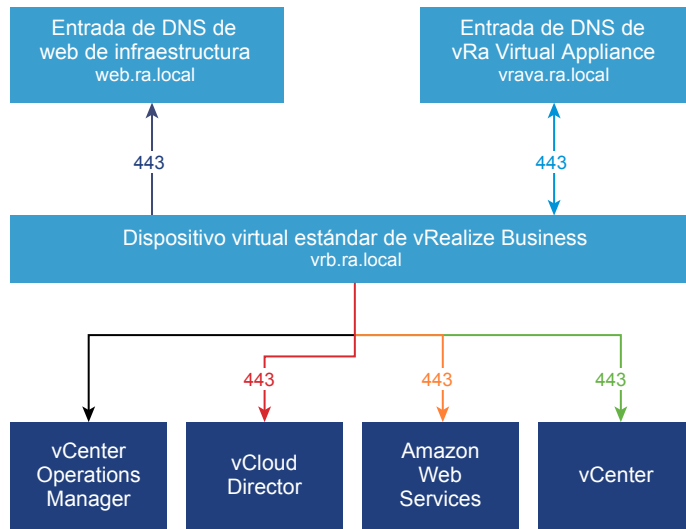 Entrada de DNS de
web de infraestructura
web.ra.local
Entrada de DNS de
vRa Virtual Appliance
vrava.ra.local
443
443
Dispositivo virtual estándar de vRealize Business
vrb.ra.local
443
443
443
vCenter
Operations
Manager
vCloud
Director
Amazon
Web
Services
vCenter